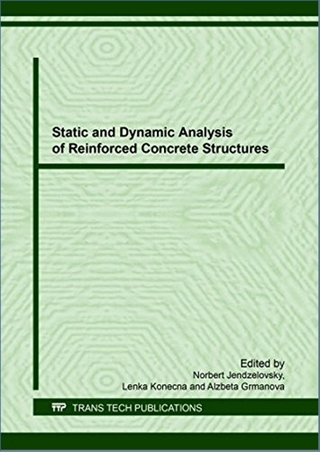 Static and Dynamic Analysis
of Reinforced Concrete Structures
Edited by
Norbert Jendzelovsky,
Lenka Konecna and Alzbeta Grmanova
TTP TRANS TECH PUBLICATIONS